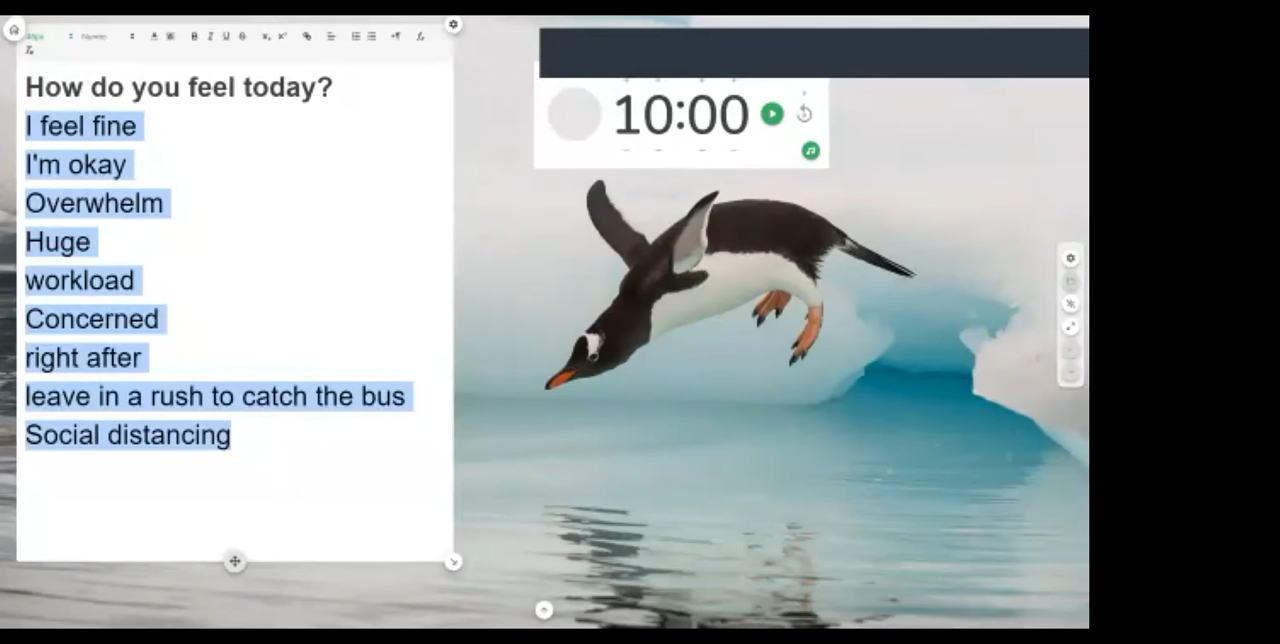 How do you feel today?
I feel fine
I'm okay
Overwhelm
Huge
workload
Concerned
right after
leave in a rush to catch the bus
Social distancing
10:00